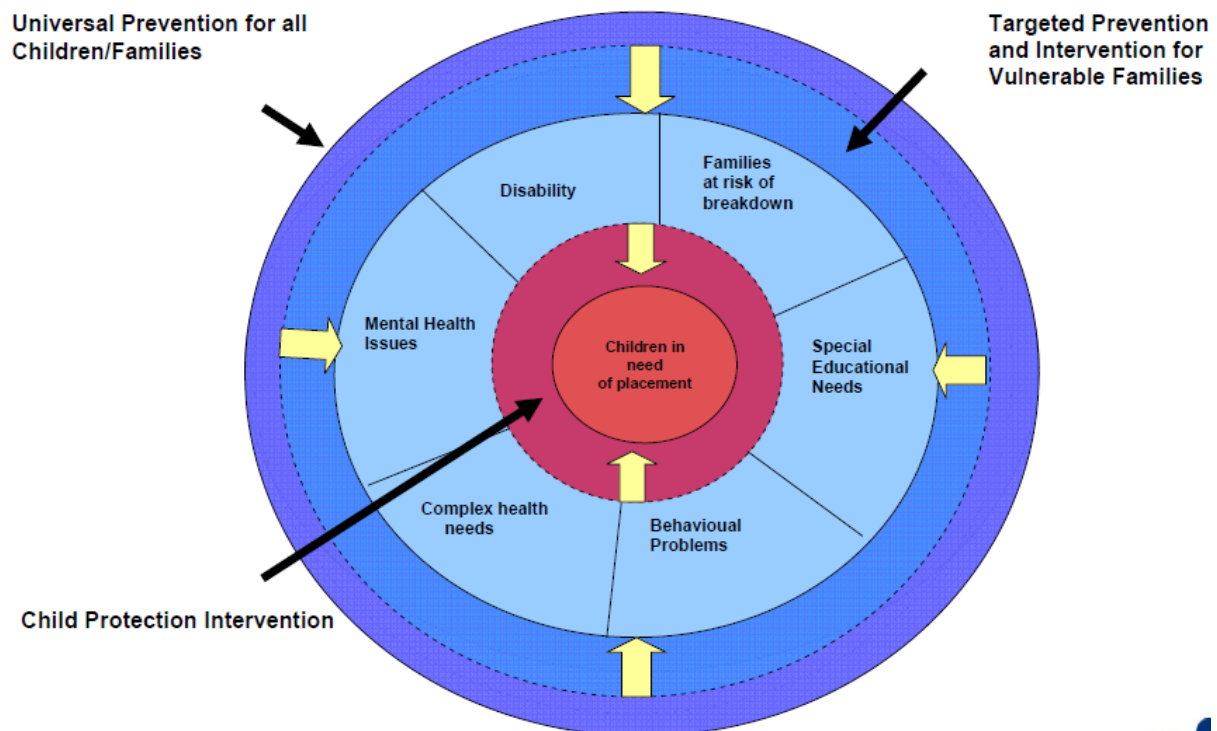 Universal Prevention for all
Children/Families
Targeted Prevention
and Intervention for
Vulnerable Families
Disability
Families
at risk of
breakdown
Mental Health
Issues
Children in
need
of placement
Special
Educational
Needs
Complex health
needs
Behavioual
Problems
Child Protection Intervention